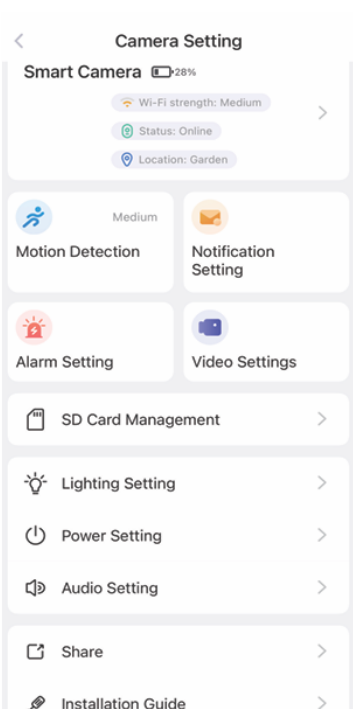 Camera Setting
Smart Camera 28%
Wi-Fi strength: Medium
Status: Online
Location: Garden
Medium
Motion Detection
Notification
Setting
Alarm Setting
Video Settings
SD Card Management
Lighting Setting
Power Setting
Audio Setting
Share
Installation Guide